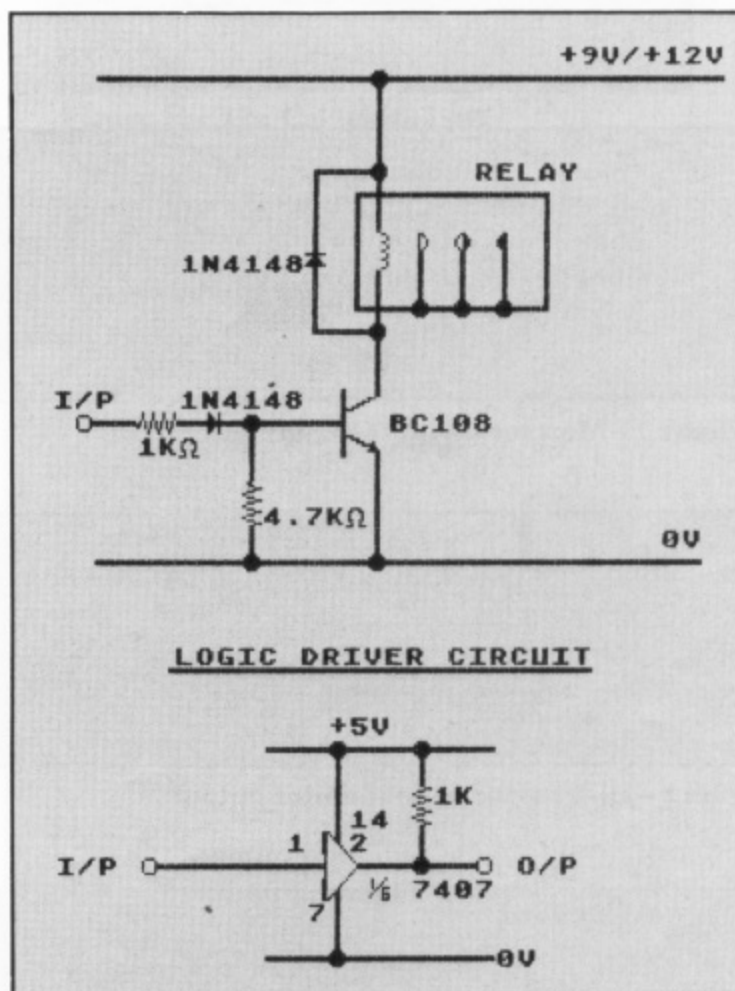 +9V/+12V
RELAY
1N4148
I/P
1N4148
BC108
1KΩ
4.7KΩ
0V
LOGIC DRIVER CIRCUIT
+5V
1K
14
1
2
I/P
O/P
1/6
7407
7
0V